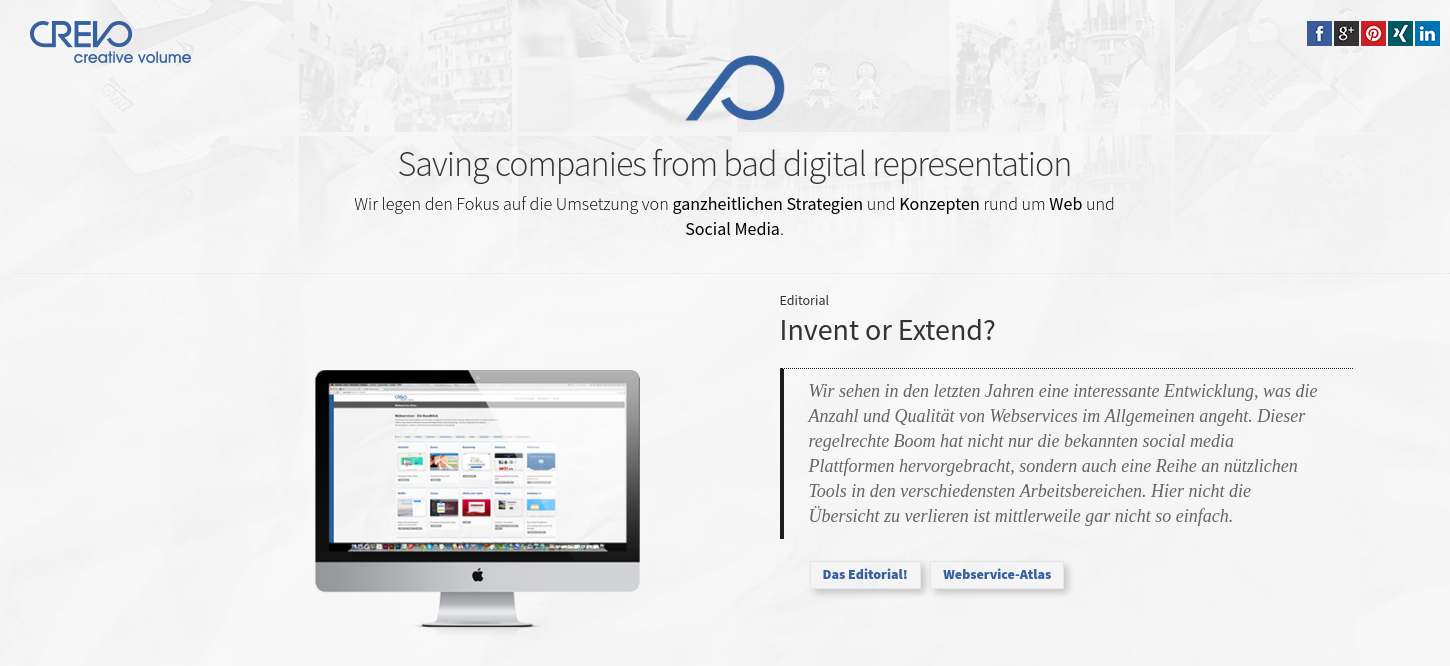 CREVO
creative volume
Saving companies from bad digital representation
Wir legen den Fokus auf die Umsetzung von ganzheitlichen Strategien und Konzepten rund um Web und
Social Media.
Editorial
Invent or Extend?
Wir sehen in den letzten Jahren eine interessante Entwicklung, was die
Anzahl und Qualität von Webservices im Allgemeinen angeht. Dieser
regelrechte Boom hat nicht nur die bekannten social media
Plattformen hervorgebracht, sondern auch eine Reihe an nützlichen
Tools in den verschiedensten Arbeitsbereichen. Hier nicht die
Übersicht zu verlieren ist mittlerweile gar nicht so einfach.
Das Editorial!
Webservice-Atlas